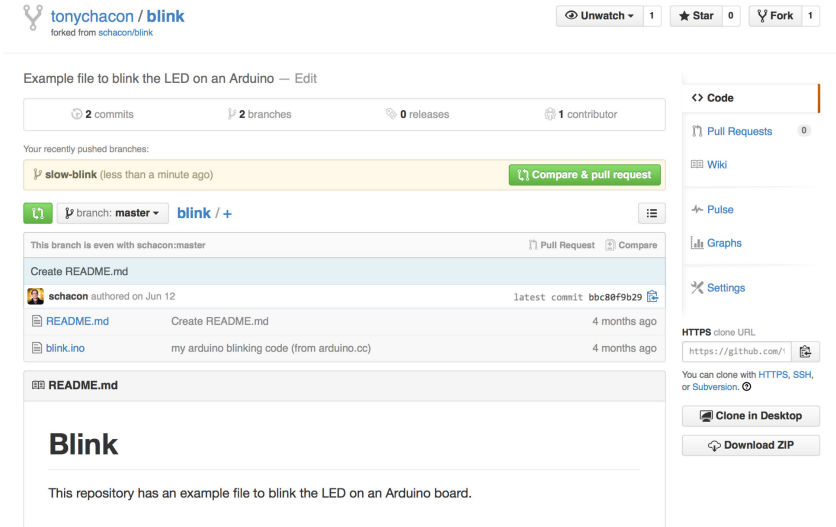 tonychacon / blink
forked from schacon/blink
Unwatch 1 Star 0 Fork 1
Example file to blink the LED on an Arduino — Edit
2 commits 2 branches 0 releases 1 contributor
Your recently pushed branches:
slow-blink (less than a minute ago) Compare & pull request
branch: master blink / +
This branch is even with schacon:master Pull Request Compare
Create README.md
schacon authored on Jun 12 latest commit bbc80f9b29
README.md Create README.md 4 months ago
blink.ino my arduino blinking code (from arduino.cc) 4 months ago
README.md
Blink
This repository has an example file to blink the LED on an Arduino board.
<> Code
Pull Requests 0
Wiki
Pulse
Graphs
Settings
HTTPS clone URL
https://github.com/
You can clone with HTTPS, SSH,
or Subversion.
Clone in Desktop
Download ZIP